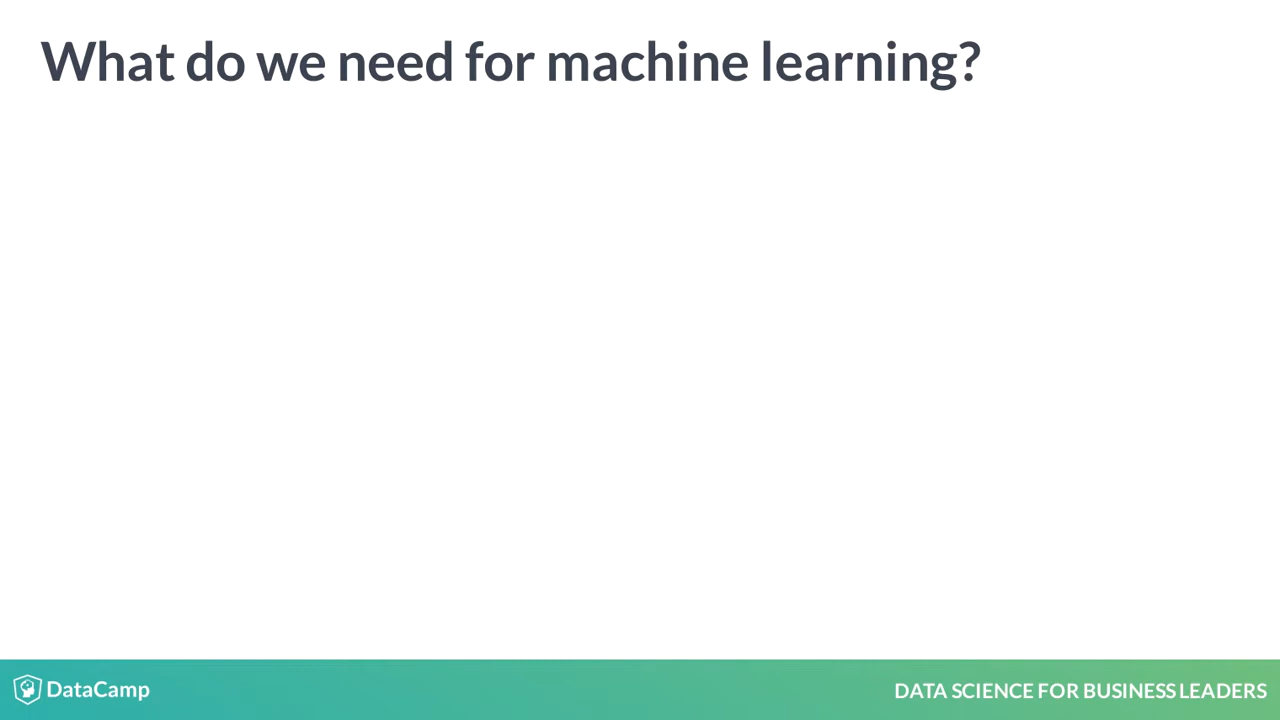 What do we need for machine learning?
DataCamp
DATA SCIENCE FOR BUSINESS LEADERS